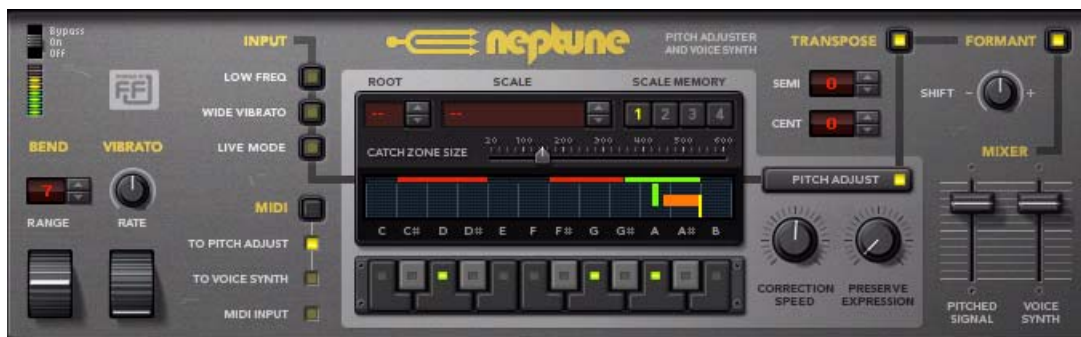 Bypass
On
Off
INPUT
neptune
PITCH ADJUSTER
AND VOICE SYNTH
TRANSPOSE
FORMANT
LOW FREQ
WIDE VIBRATO
LIVE MODE
ROOT
SCALE
SCALE MEMORY
--
--
1 2 3 4
SEMI 0
CENT 0
SHIFT - +
CATCH ZONE SIZE
20 100 200 300 400 500 600
BEND
VIBRATO
MIXER
7
RANGE
RATE
PITCH ADJUST
MIDI
C C# D D# E F F# G G# A A# B
TO PITCH ADJUST
TO VOICE SYNTH
MIDI INPUT
CORRECTION
SPEED
PRESERVE
EXPRESSION
PITCHED
SIGNAL
VOICE
SYNTH